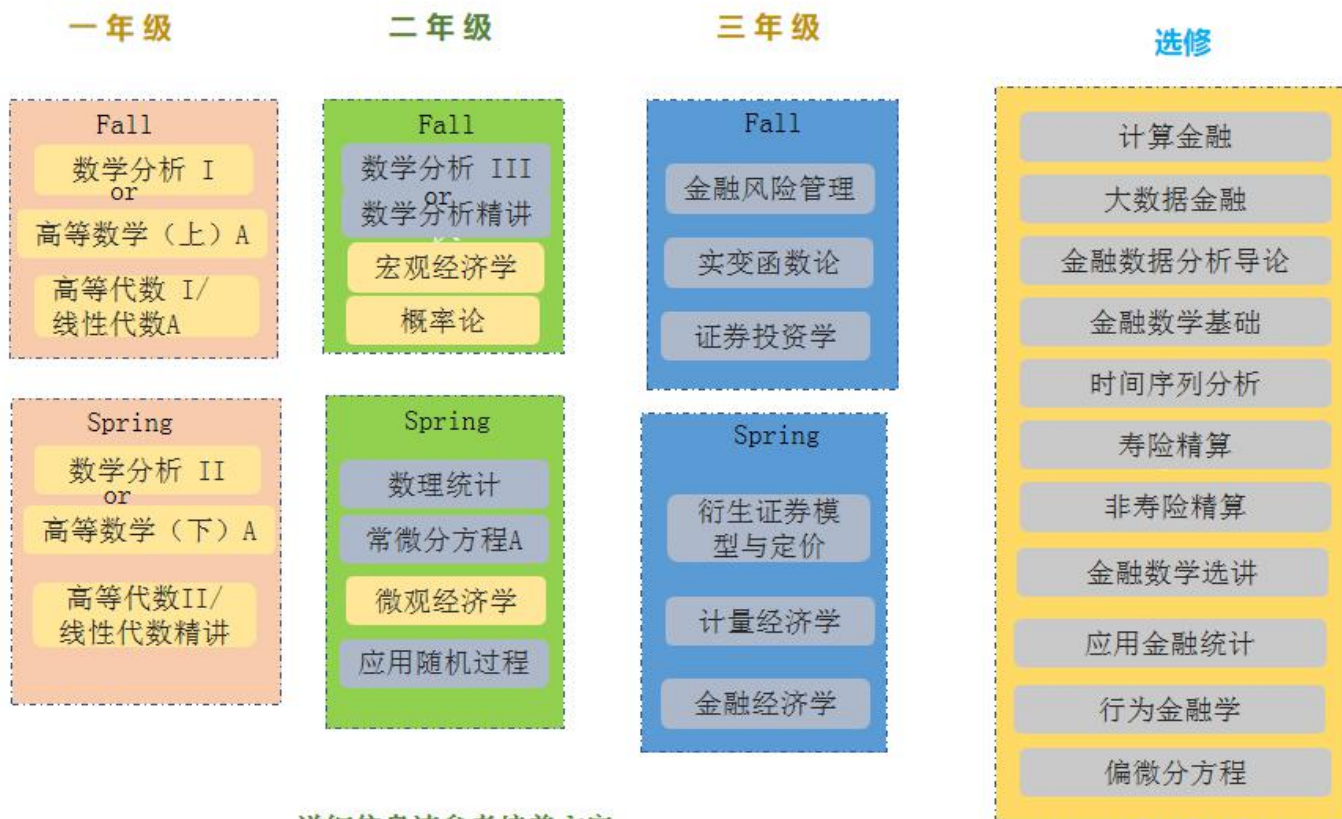 一 年 级
Fall
数学分析 I
or
高等数学（上）A
高等代数 I/
线性代数A
Spring
数学分析 II
or
高等数学（下）A
高等代数II/
线性代数精讲
二 年 级
Fall
数学分析 III
or
数学分析精讲
宏观经济学
概率论
Spring
数理统计
常微分方程A
微观经济学
应用随机过程
三 年 级
Fall
金融风险管理
实变函数论
证券投资学
Spring
衍生证券模
型与定价
计量经济学
金融经济学
选修
计算金融
大数据金融
金融数据分析导论
金融数学基础
时间序列分析
寿险精算
非寿险精算
金融数学选讲
应用金融统计
行为金融学
偏微分方程